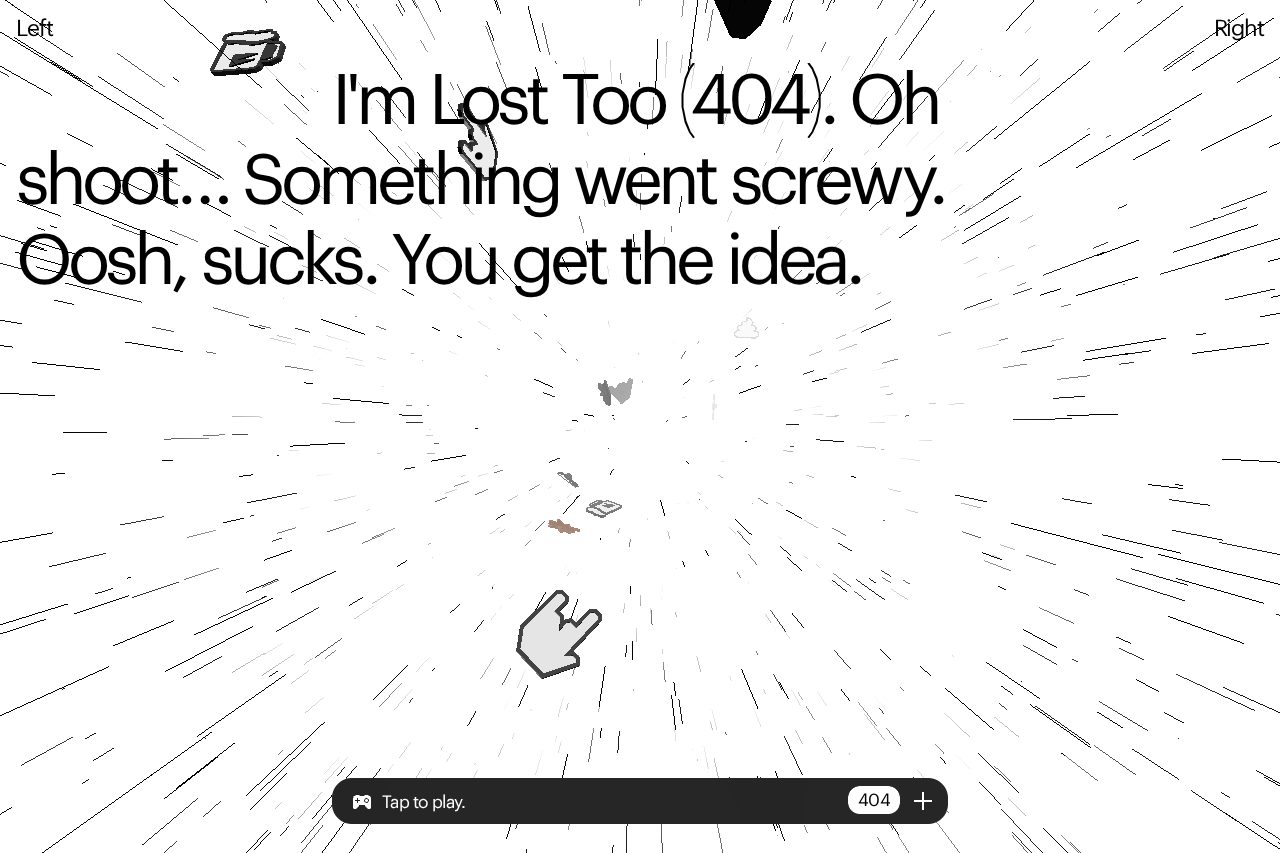 Left
Right
I'm Lost Too (404). Oh
shoot… Something went screwy.
Oosh, sucks. You get the idea.
Tap to play.
404